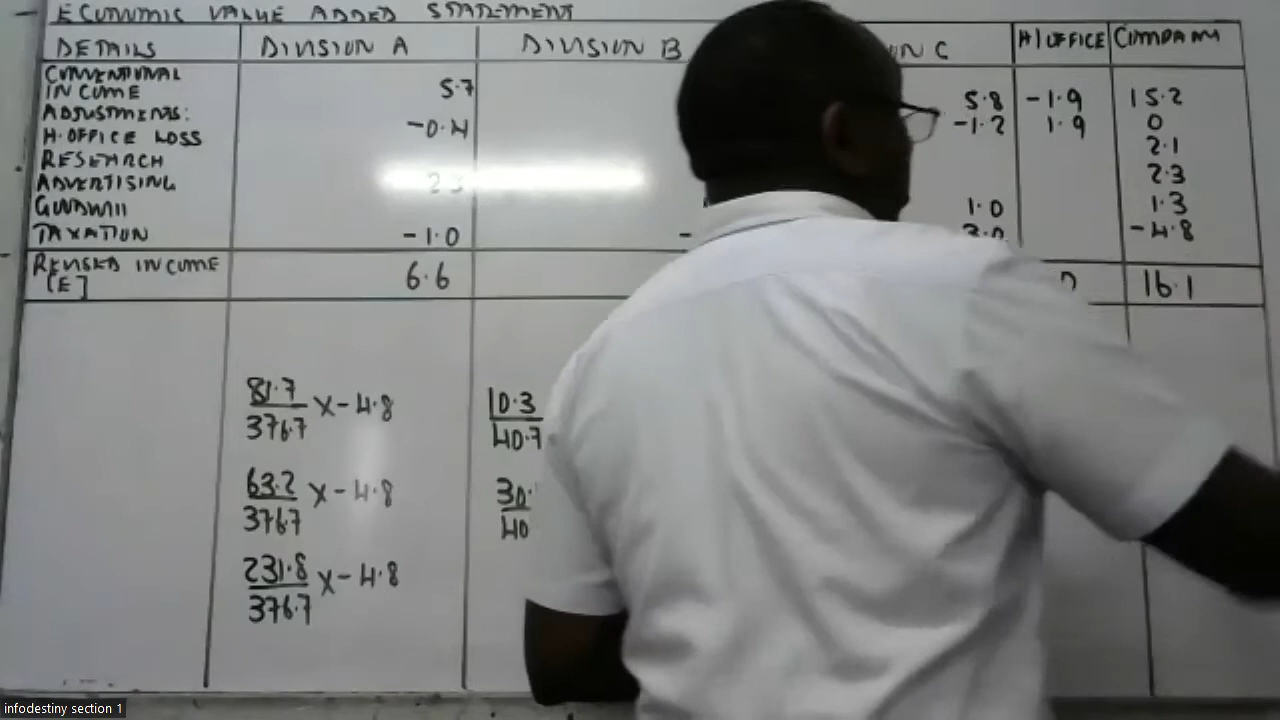 ECONOMIC VALUE ADDED STATEMENT
DETAILS DIVISION A DIVISION B ON C H/OFFICE COMPANY
CONVENTIONAL
INCOME 5.7 5.8 -1.9 15.2
ADJUSTMENTS:
H.OFFICE LOSS -0.4 -1.2 1.9 0
RESEARCH 2.1
ADVERTISING 2.3 2.3
GOODWILL 1.0 1.3
TAXATION -1.0 - 3.0 -4.8
REVISED INCOME 6.6 0 16.1
[E]
81.7 / 376.7 X -4.8 10.3 / 40.7
63.2 / 376.7 X -4.8 30. / 40
231.8 / 376.7 X -4.8
infodestiny section 1